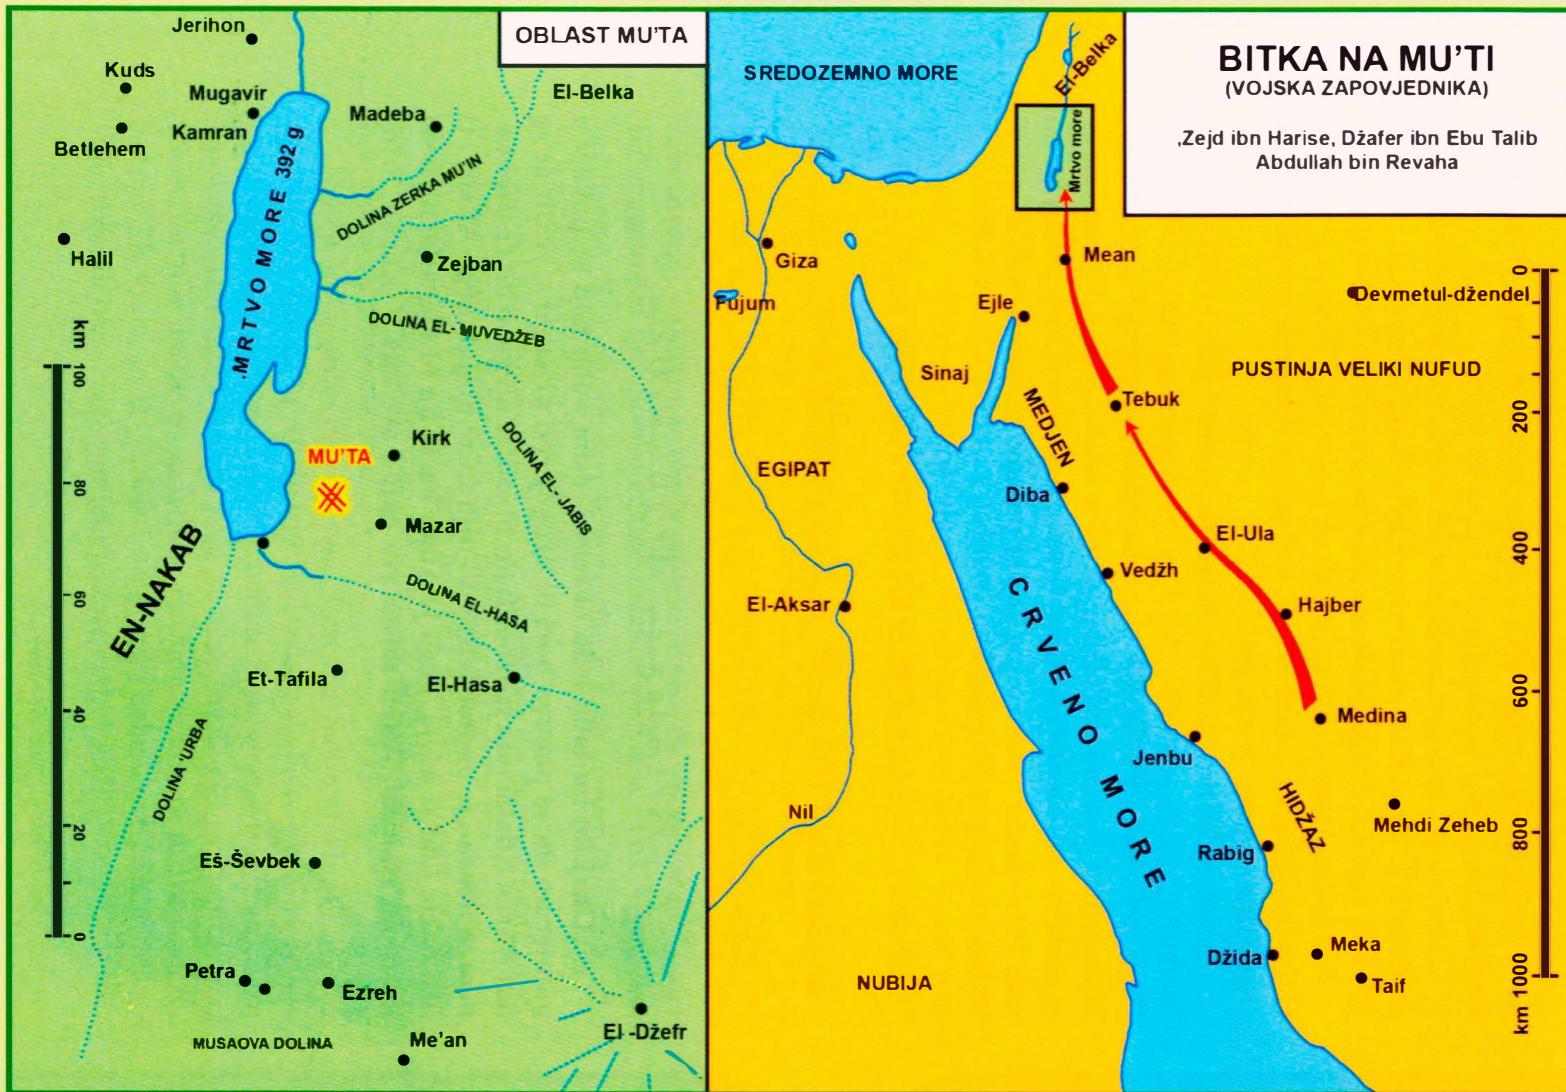 OBLAST MU'TA
Jerihon
Kuds
Mugavir
Kamran
Betlehem
Madeba
El-Belka
DOLINA ZERKA MU'IN
.MRTVO MORE 392 g
Halil
Zejban
DOLINA EL- MUVEDŽEB
km
100
80
60
40
20
0
Kirk
MU'TA
Mazar
DOLINA EL- JABIS
EN-NAKAB
DOLINA EL-HASA
Et-Tafila
El-Hasa
DOLINA 'URBA
Eš-Ševbek
Petra
Ezreh
MUSAOVA DOLINA
Me'an
El -Džefr
BITKA NA MU'TI
(VOJSKA ZAPOVJEDNIKA)
,Zejd ibn Harise, Džafer ibn Ebu Talib
Abdullah bin Revaha
SREDOZEMNO MORE
El-Belka
Mrtvo more
Giza
Mean
Fujum
Ejle
Devmetul-džendel
Sinaj
PUSTINJA VELIKI NUFUD
Tebuk
MEDJEN
EGIPAT
Diba
El-Ula
Vedžh
El-Aksar
Hajber
CRVENO MORE
Medina
Jenbu
Nil
HIDŽAZ
Mehdi Zeheb
Rabig
Džida
Meka
Taif
NUBIJA
0
200
400
600
800
km 1000